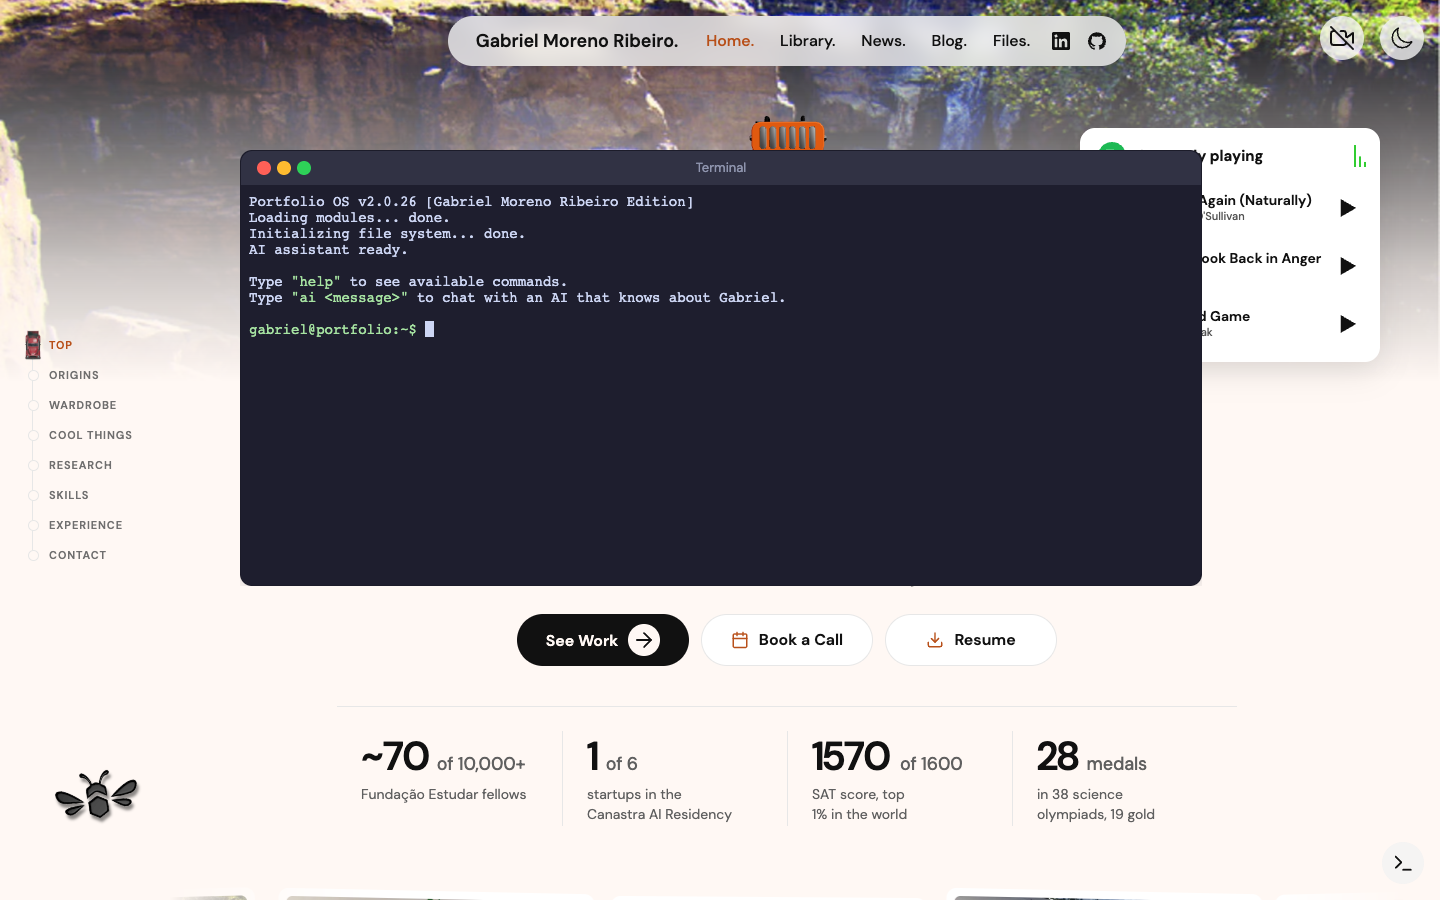 Gabriel Moreno Ribeiro.
Home.
Library.
News.
Blog.
Files.
Terminal
Portfolio OS v2.0.26 [Gabriel Moreno Ribeiro Edition]
Loading modules... done.
Initializing file system... done.
AI assistant ready.
Type "help" to see available commands.
Type "ai <message>" to chat with an AI that knows about Gabriel.
gabriel@portfolio:~$
playing
Again (Naturally)
O'Sullivan
Look Back in Anger
Game
TOP
ORIGINS
WARDROBE
COOL THINGS
RESEARCH
SKILLS
EXPERIENCE
CONTACT
See Work
Book a Call
Resume
~70 of 10,000+
Fundação Estudar fellows
1 of 6
startups in the
Canastra AI Residency
1570 of 1600
SAT score, top
1% in the world
28 medals
in 38 science
olympiads, 19 gold